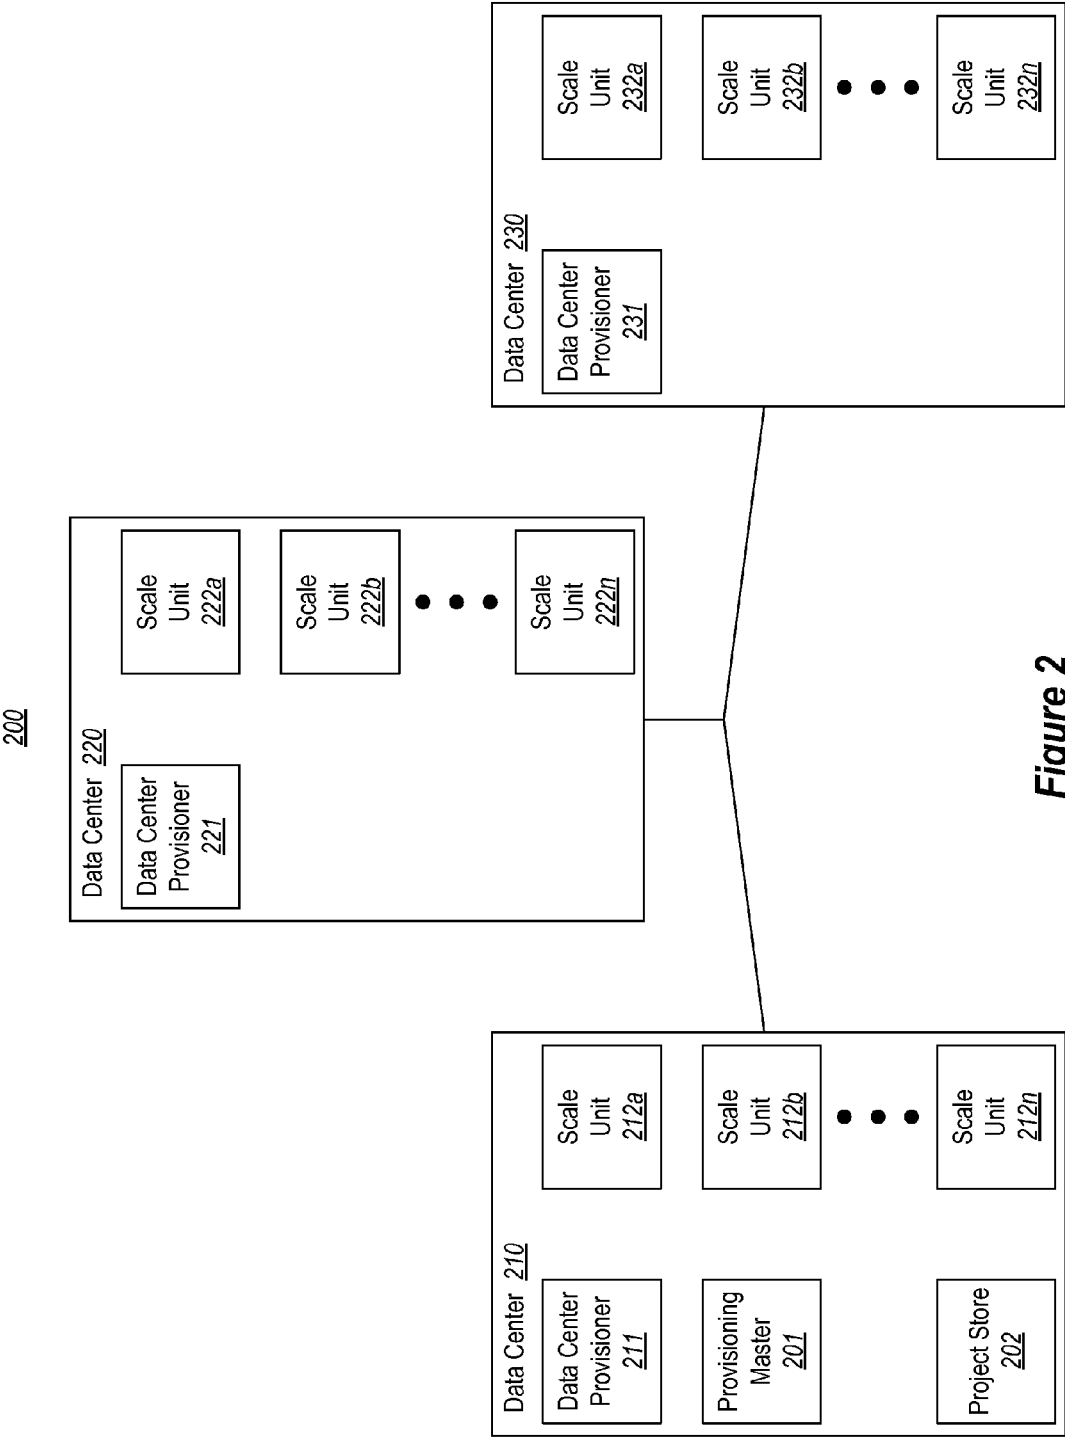 200
Data Center 210
Data Center
Provisioner
211
Provisioning
Master
201
Project Store
202
Scale
Unit
212a
Scale
Unit
212b
Scale
Unit
212n
Data Center 220
Data Center
Provisioner
221
Scale
Unit
222a
Scale
Unit
222b
Scale
Unit
222n
Data Center 230
Data Center
Provisioner
231
Scale
Unit
232a
Scale
Unit
232b
Scale
Unit
232n
Figure 2